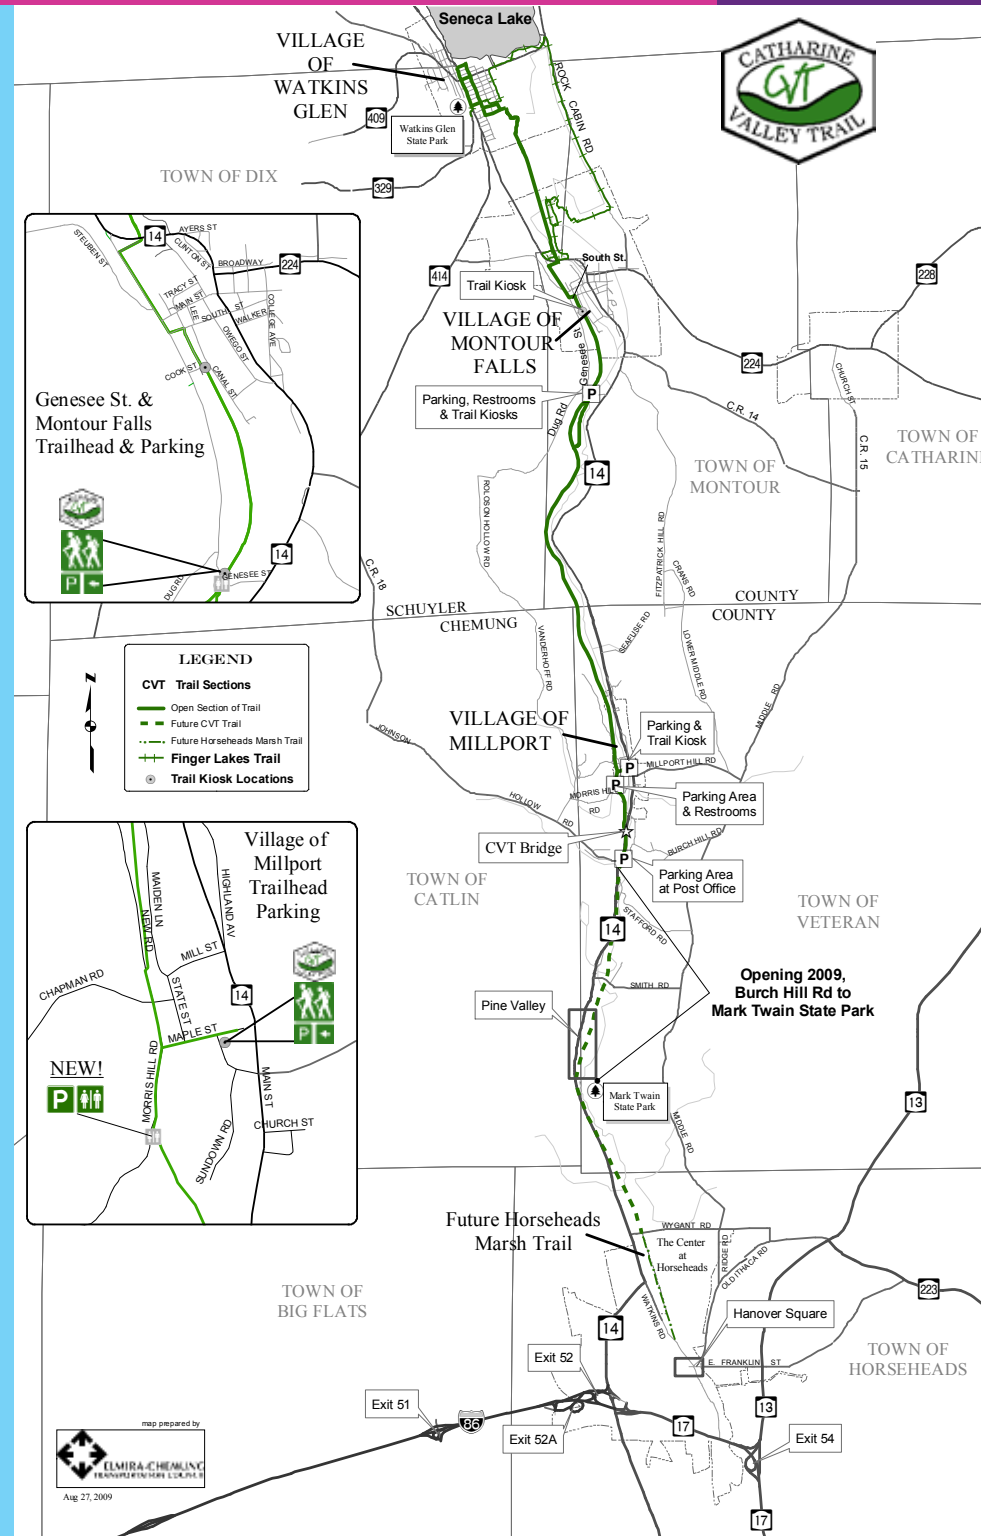 Seneca Lake
VILLAGE
OF
WATKINS
GLEN
CATHARINE
CVT
VALLEY TRAIL
ROCK CABIN RD
409
Watkins Glen
State Park
TOWN OF DIX
329
414
228
South St.
Trail Kiosk
VILLAGE OF
MONTOUR
FALLS
Genesee St
224
CHURCH ST
Parking, Restrooms
& Trail Kiosks
P
Dug Rd
C.R. 14
C.R. 15
TOWN OF
CATHARINE
TOWN OF
MONTOUR
14
ROLOSON HOLLOW RD
FITZPATRICK HILL RD
CRANS RD
C.R. 18
SCHUYLER
COUNTY
CHEMUNG
COUNTY
SEAFUSE RD
VANDERHOFF RD
LOWER MIDDLE RD
MIDDLE RD
STEUBEN ST
14
AYERS ST
CLINTON ST
BROADWAY
224
TRACY ST
MAIN ST
LEE
SOUTH ST
WALKER
COLLEGE AVE
OWEGO ST
COOK ST
CANAL ST
Genesee St. &
Montour Falls
Trailhead & Parking
P
14
GENESEE ST
DUG RD
LEGEND
CVT Trail Sections
Open Section of Trail
Future CVT Trail
Future Horseheads Marsh Trail
Finger Lakes Trail
Trail Kiosk Locations
N
VILLAGE OF
MILLPORT
Parking &
Trail Kiosk
JOHNSON
HOLLOW
RD
P
MILLPORT HILL RD
MORRIS HILL
RD
P
Parking Area
& Restrooms
CVT Bridge
BURCH HILL RD
P
Parking Area
at Post Office
TOWN OF
CATLIN
TOWN OF
VETERAN
STAFFORD RD
14
SMITH RD
Opening 2009,
Burch Hill Rd to
Mark Twain State Park
Pine Valley
Mark Twain
State Park
13
MIDDLE RD
Village of
Millport
Trailhead
Parking
MAIDEN LN
NEW RD
HIGHLAND AV
MILL ST
CHAPMAN RD
STATE ST
14
MAPLE ST
P
NEW!
P
MORRIS HILL RD
MAIN ST
CHURCH ST
SUNDOWN RD
Future Horseheads
Marsh Trail
WYGANT RD
The Center
at
Horseheads
RIDGE RD
OLD ITHACA RD
TOWN OF
BIG FLATS
223
WATKINS RD
Hanover Square
14
TOWN OF
HORSEHEADS
Exit 52
E. FRANKLIN ST
Exit 51
86
13
17
Exit 52A
Exit 54
17
map prepared by
ELMIRA-CHEMUNG
TRANSPORTATION COUNCIL
Aug 27, 2009